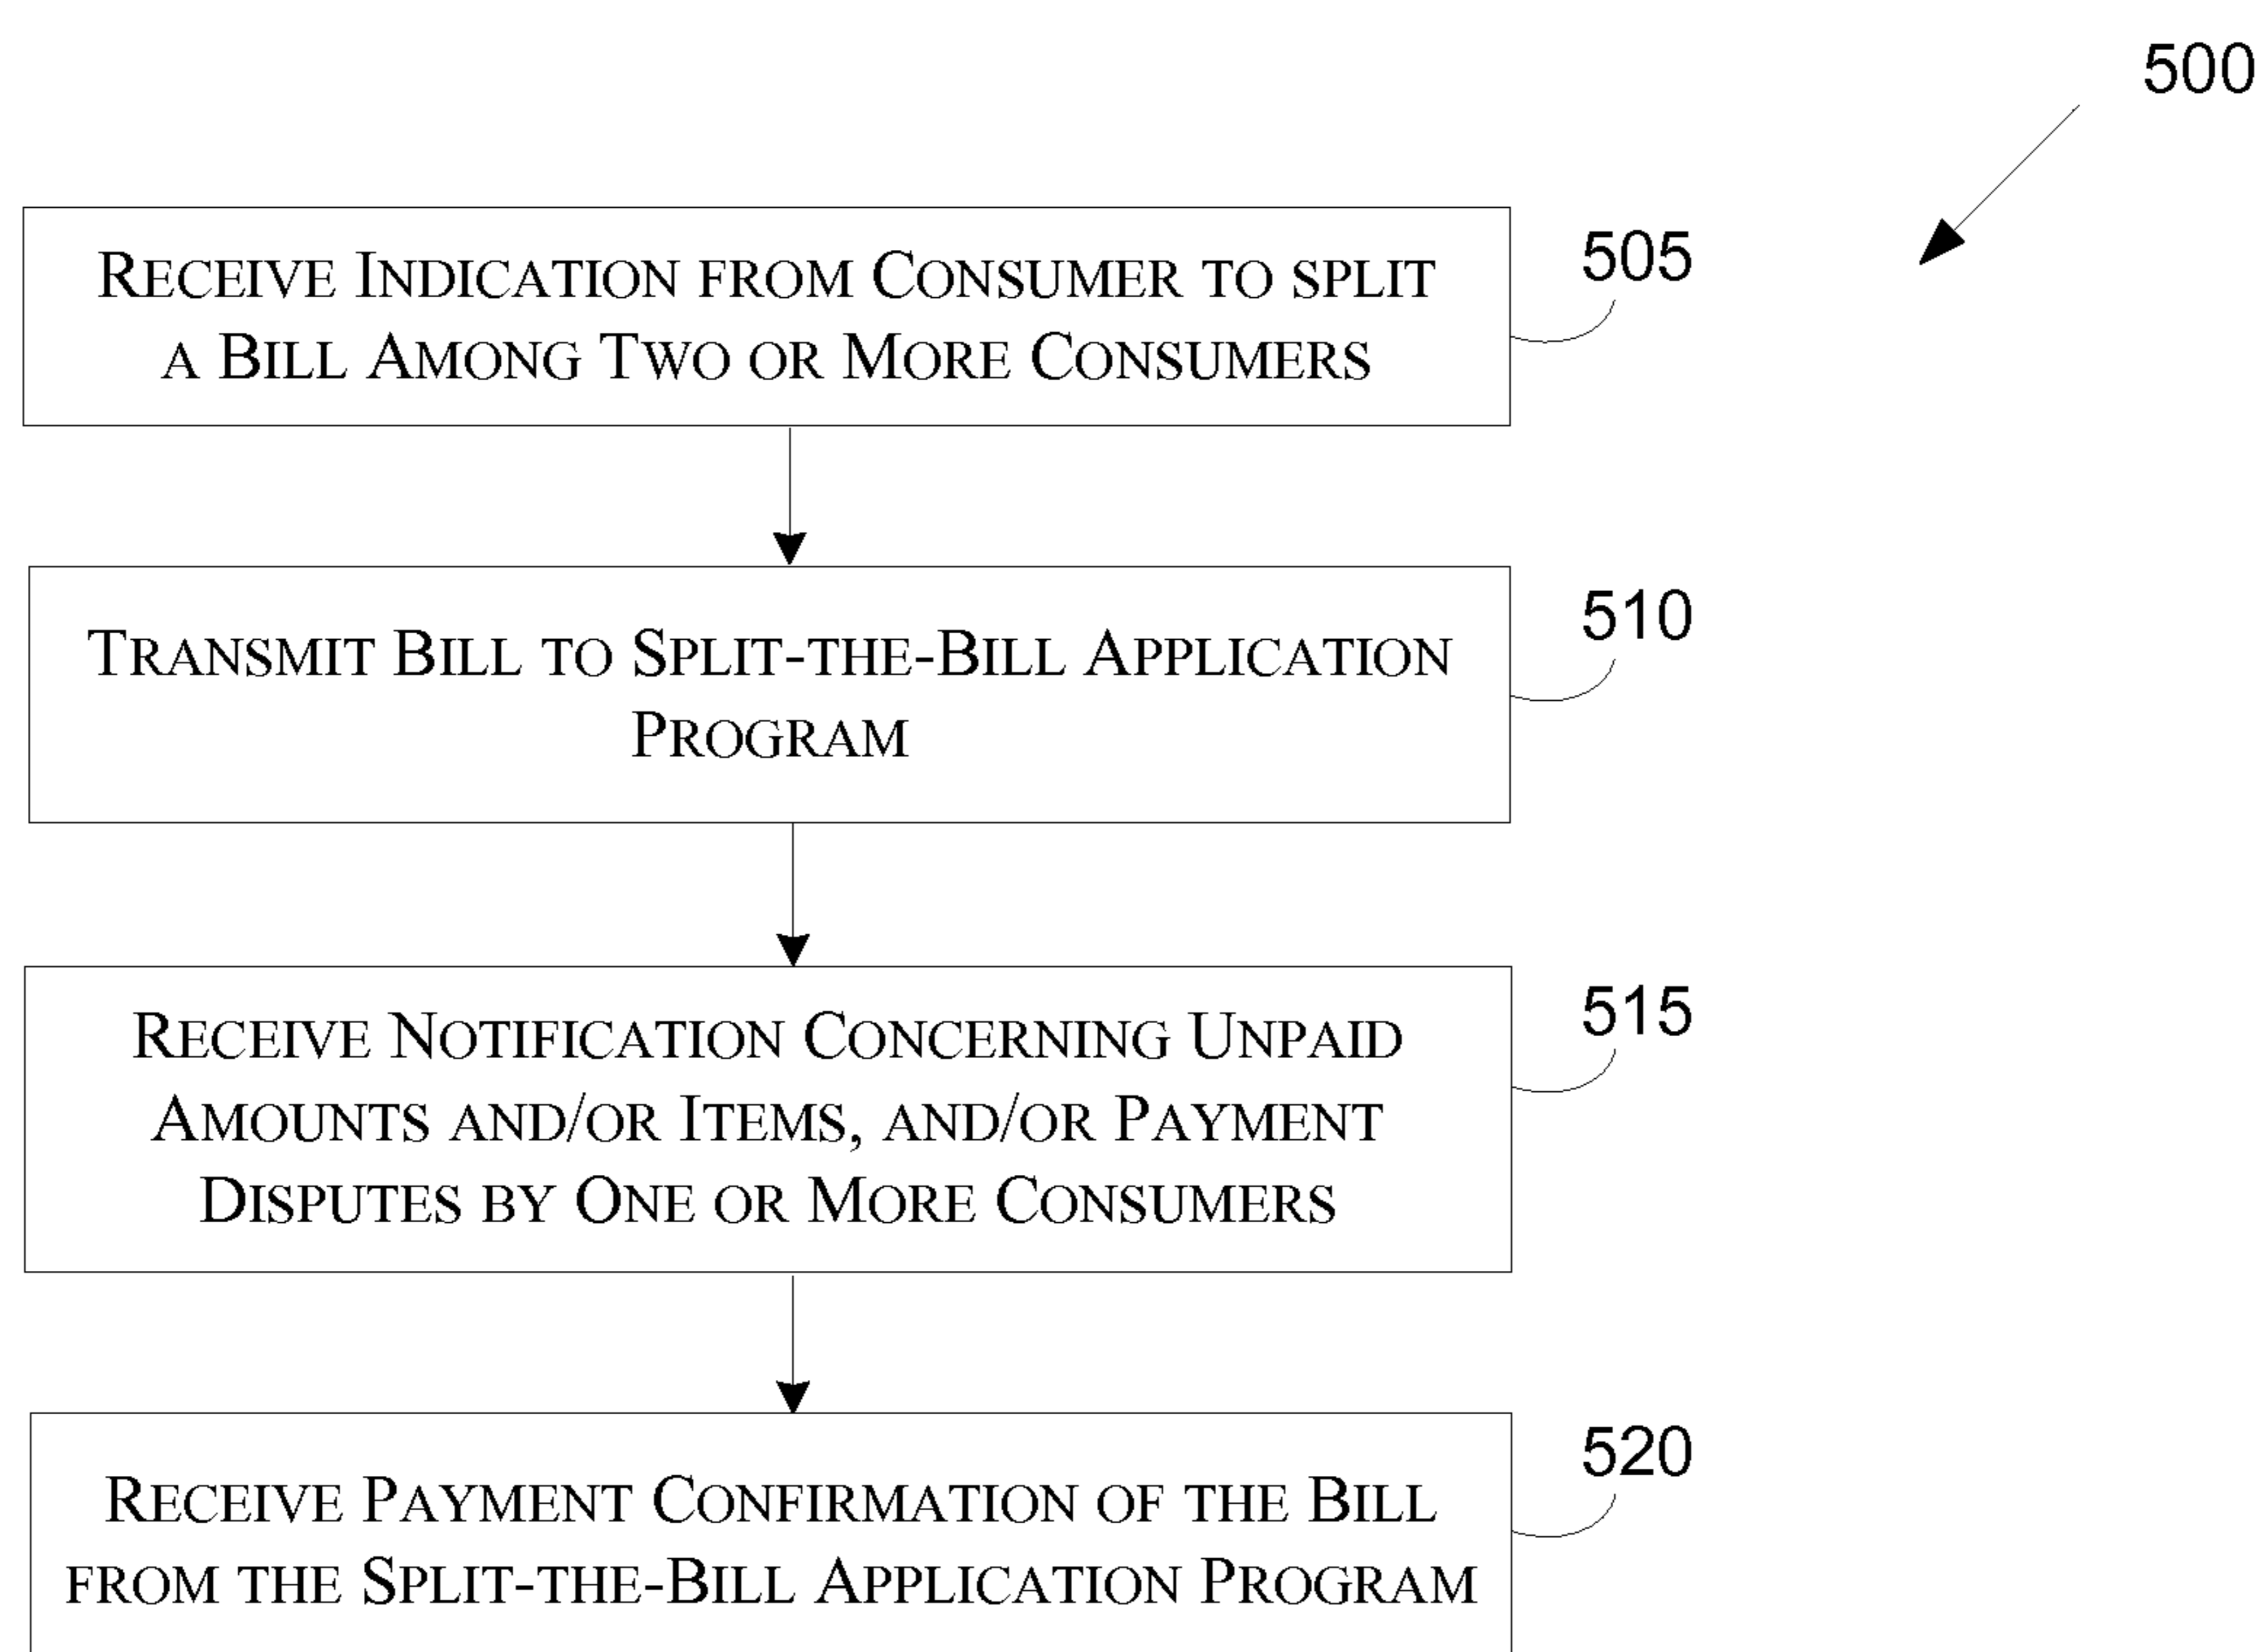 500
RECEIVE INDICATION FROM CONSUMER TO SPLIT
A BILL AMONG TWO OR MORE CONSUMERS
505
TRANSMIT BILL TO SPLIT-THE-BILL APPLICATION
PROGRAM
510
RECEIVE NOTIFICATION CONCERNING UNPAID
AMOUNTS AND/OR ITEMS, AND/OR PAYMENT
DISPUTES BY ONE OR MORE CONSUMERS
515
RECEIVE PAYMENT CONFIRMATION OF THE BILL
FROM THE SPLIT-THE-BILL APPLICATION PROGRAM
520